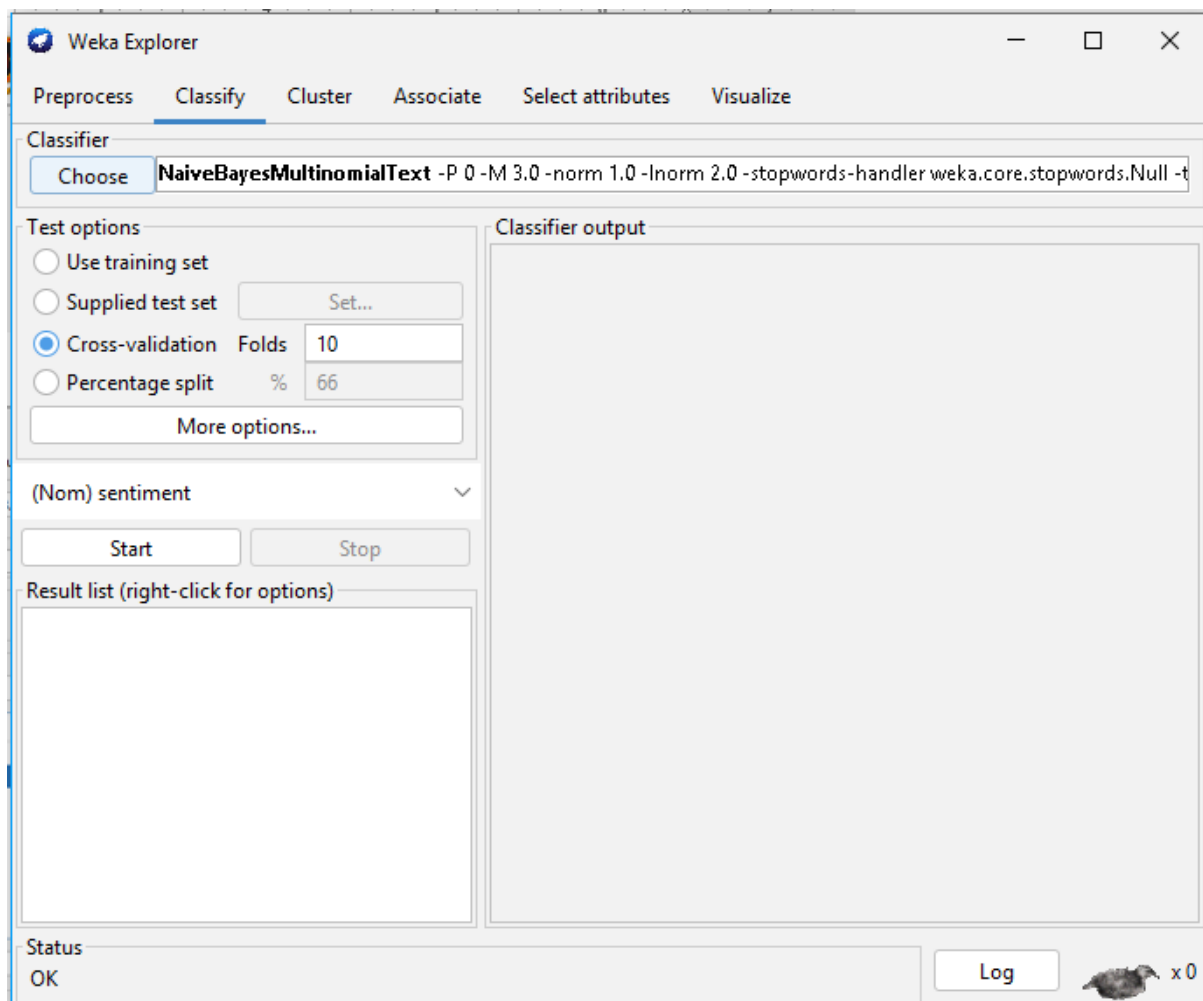 Weka Explorer
Preprocess Classify Cluster Associate Select attributes Visualize
Classifier
Choose NaiveBayesMultinomialText -P 0 -M 3.0 -norm 1.0 -lnorm 2.0 -stopwords-handler weka.core.stopwords.Null -t
Test options
Use training set
Supplied test set Set...
Cross-validation Folds 10
Percentage split % 66
More options...
(Nom) sentiment
Start Stop
Result list (right-click for options)
Classifier output
Status
OK
Log x 0